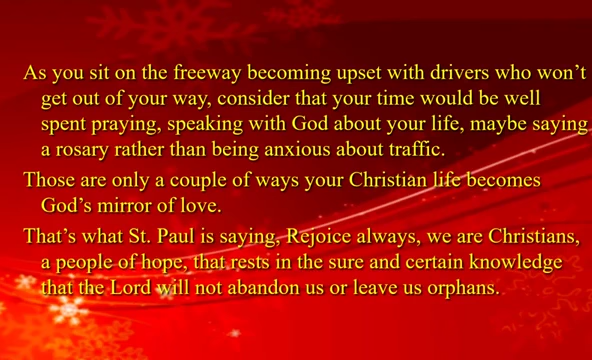 As you sit on the freeway becoming upset with drivers who won’t
get out of your way, consider that your time would be well
spent praying, speaking with God about your life, maybe saying
a rosary rather than being anxious about traffic.
Those are only a couple of ways your Christian life becomes
God’s mirror of love.
That’s what St. Paul is saying, Rejoice always, we are Christians,
a people of hope, that rests in the sure and certain knowledge
that the Lord will not abandon us or leave us orphans.